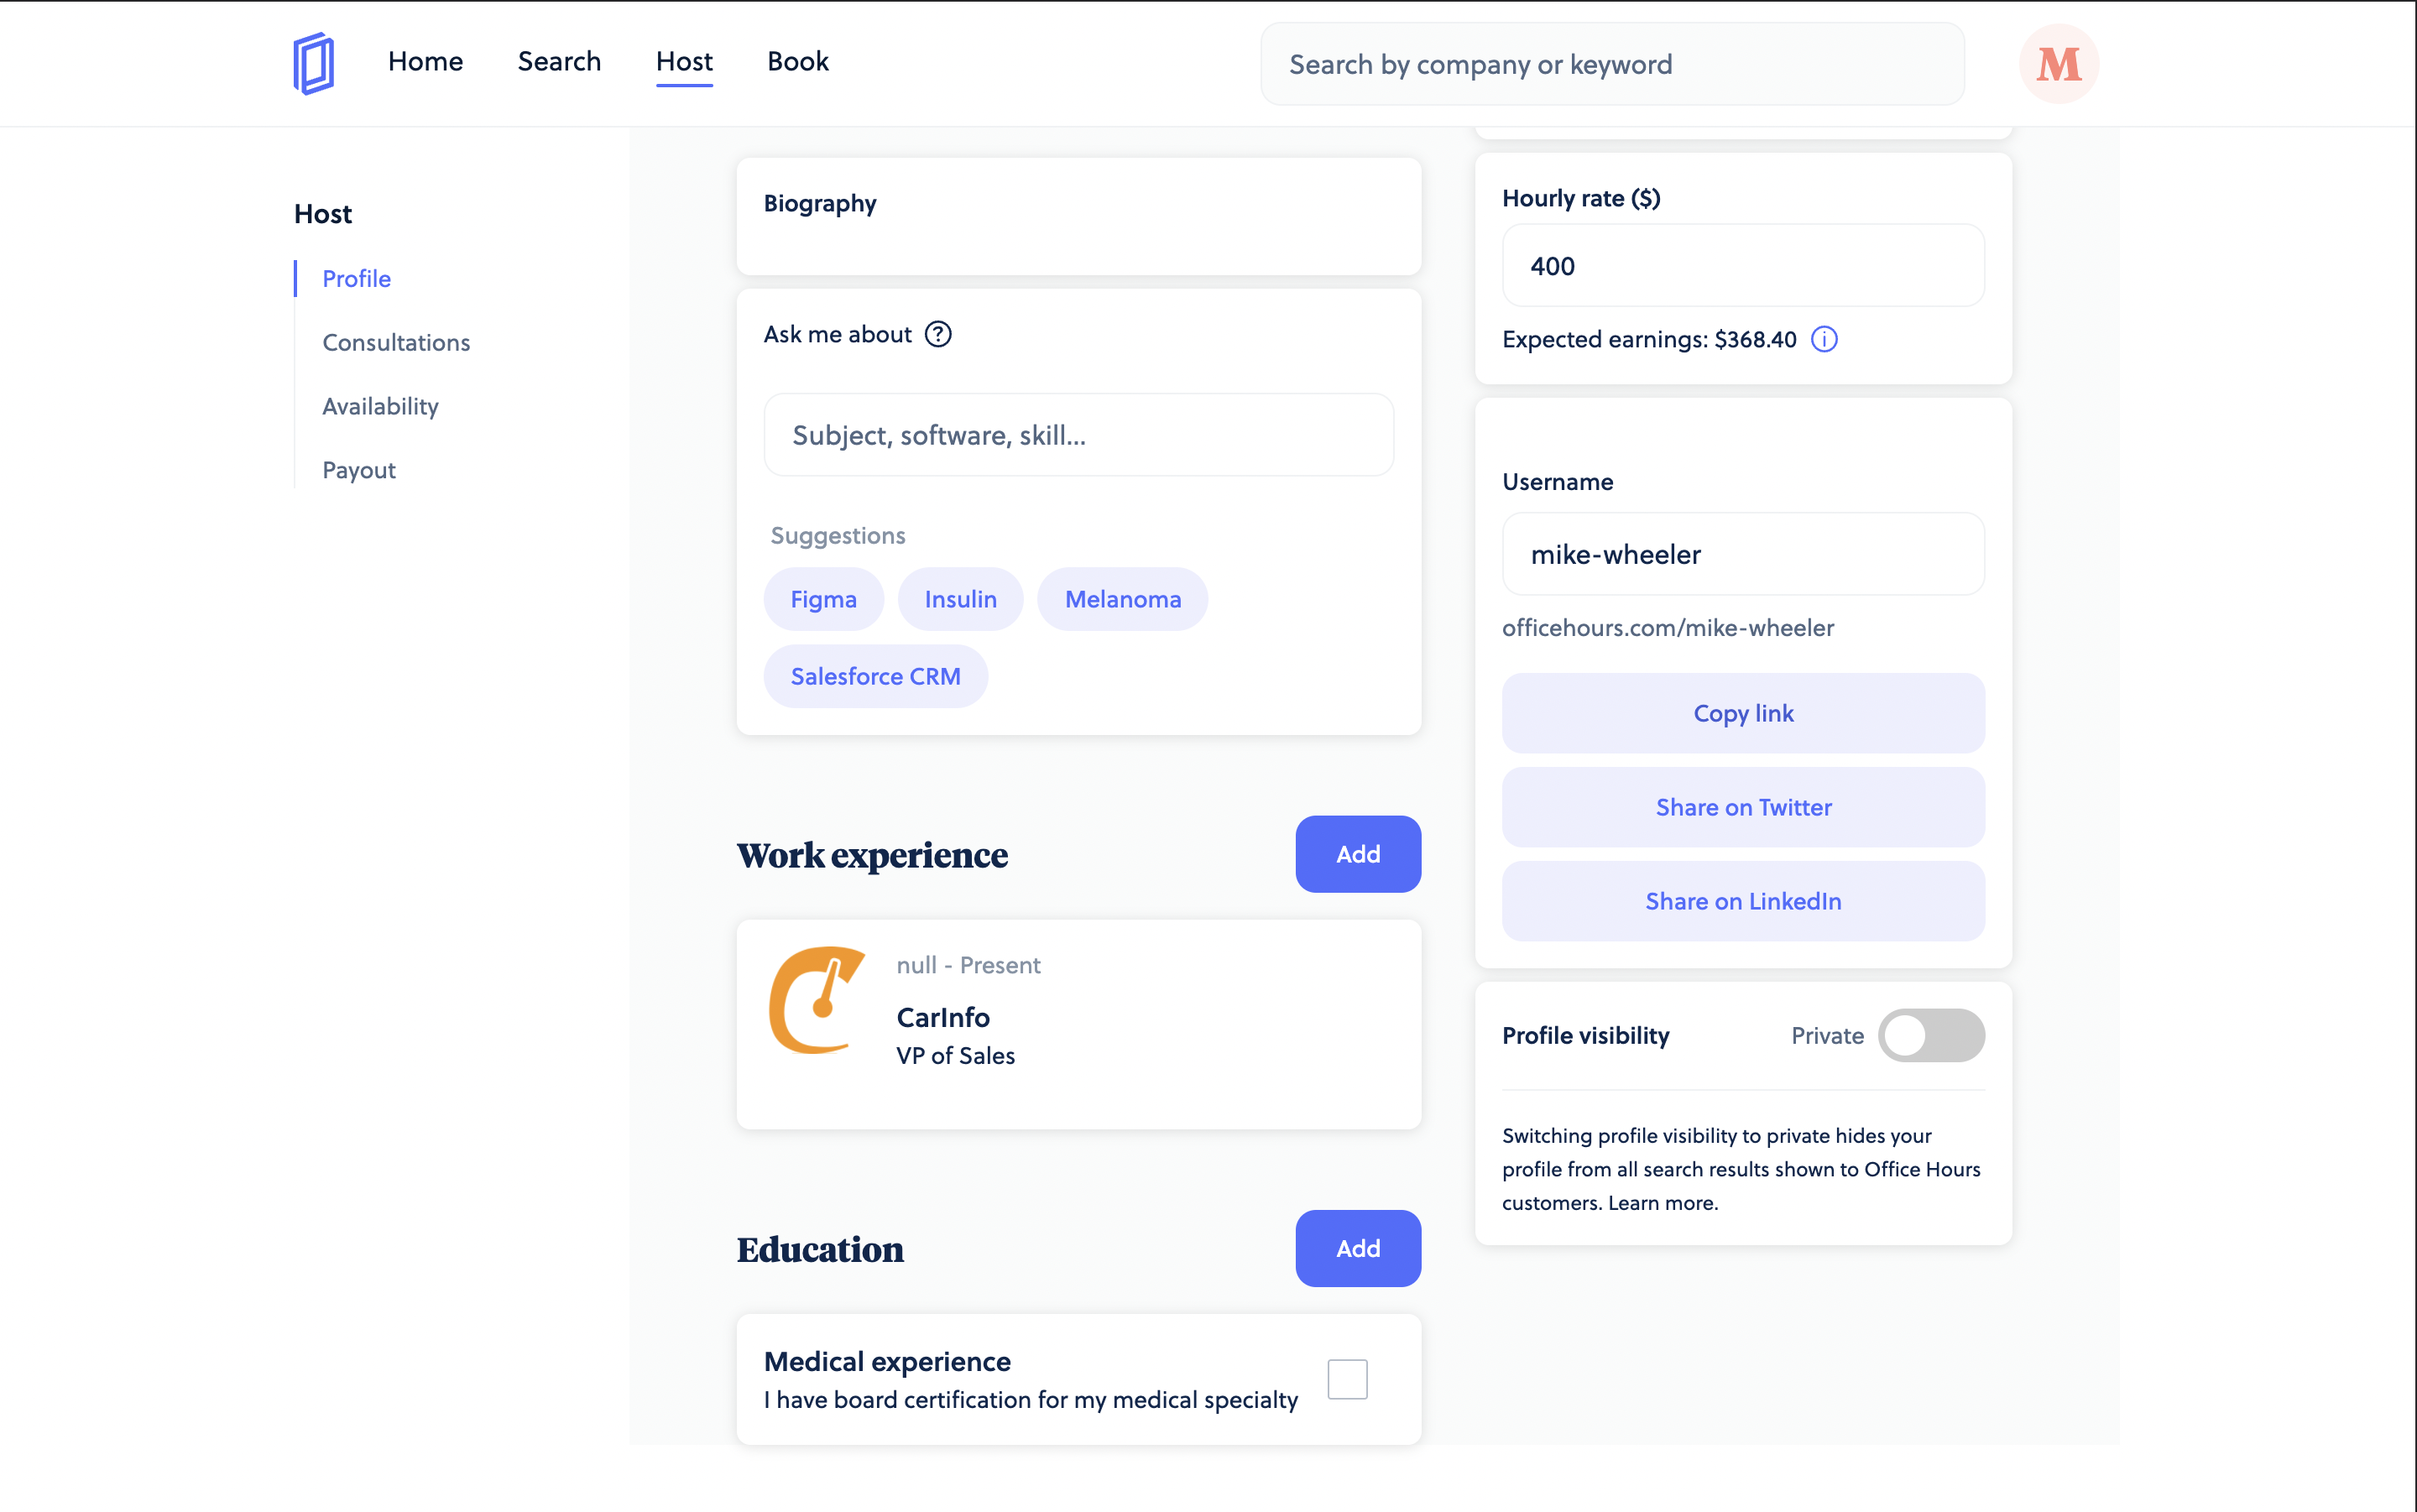 Home
Search
Host
Book
Search by company or keyword
M
Host
Profile
Consultations
Availability
Payout
Biography
Ask me about ?
Subject, software, skill...
Suggestions
Figma
Insulin
Melanoma
Salesforce CRM
Work experience
Add
null - Present
CarInfo
VP of Sales
Education
Add
Medical experience
I have board certification for my medical specialty
Hourly rate ($)
400
Expected earnings: $368.40 i
Username
mike-wheeler
officehours.com/mike-wheeler
Copy link
Share on Twitter
Share on LinkedIn
Profile visibility
Private
Switching profile visibility to private hides your
profile from all search results shown to Office Hours
customers. Learn more.